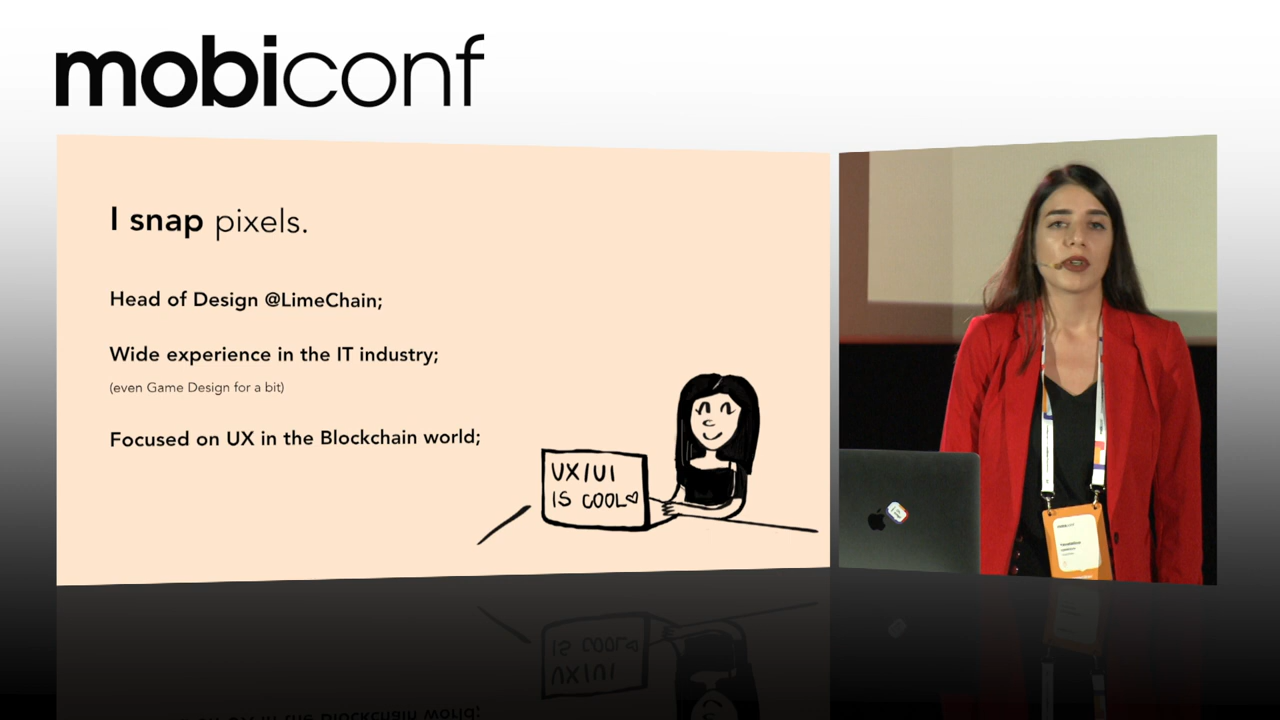 mobiconf
I snap pixels.
Head of Design @LimeChain;
Wide experience in the IT industry;
(even Game Design for a bit)
Focused on UX in the Blockchain world;
UX/UI
IS COOL♡